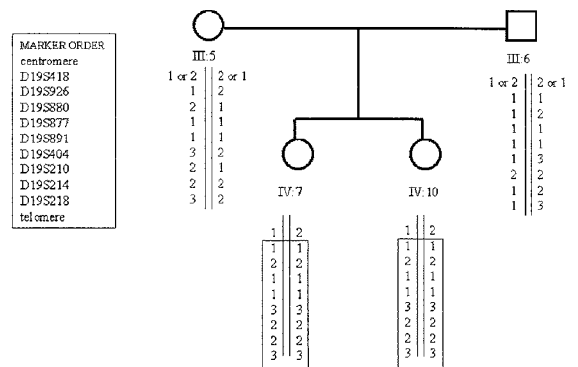 MARKER ORDER
centromere
D19S418
D19S926
D19S880
D19S877
D19S891
D19S404
D19S210
D19S214
D19S218
telomere
III:5
1 or 2 2 or 1
1 2
2 1
1 1
1 1
3 2
2 1
2 2
3 2
III:6
1 or 2 2 or 1
1 1
1 2
1 1
1 1
1 3
2 2
1 2
1 3
IV:7
1 2
1 1
2 2
1 1
1 1
3 3
2 2
2 2
3 3
IV:10
1 2
1 1
2 2
1 1
1 1
3 3
2 2
2 2
3 3